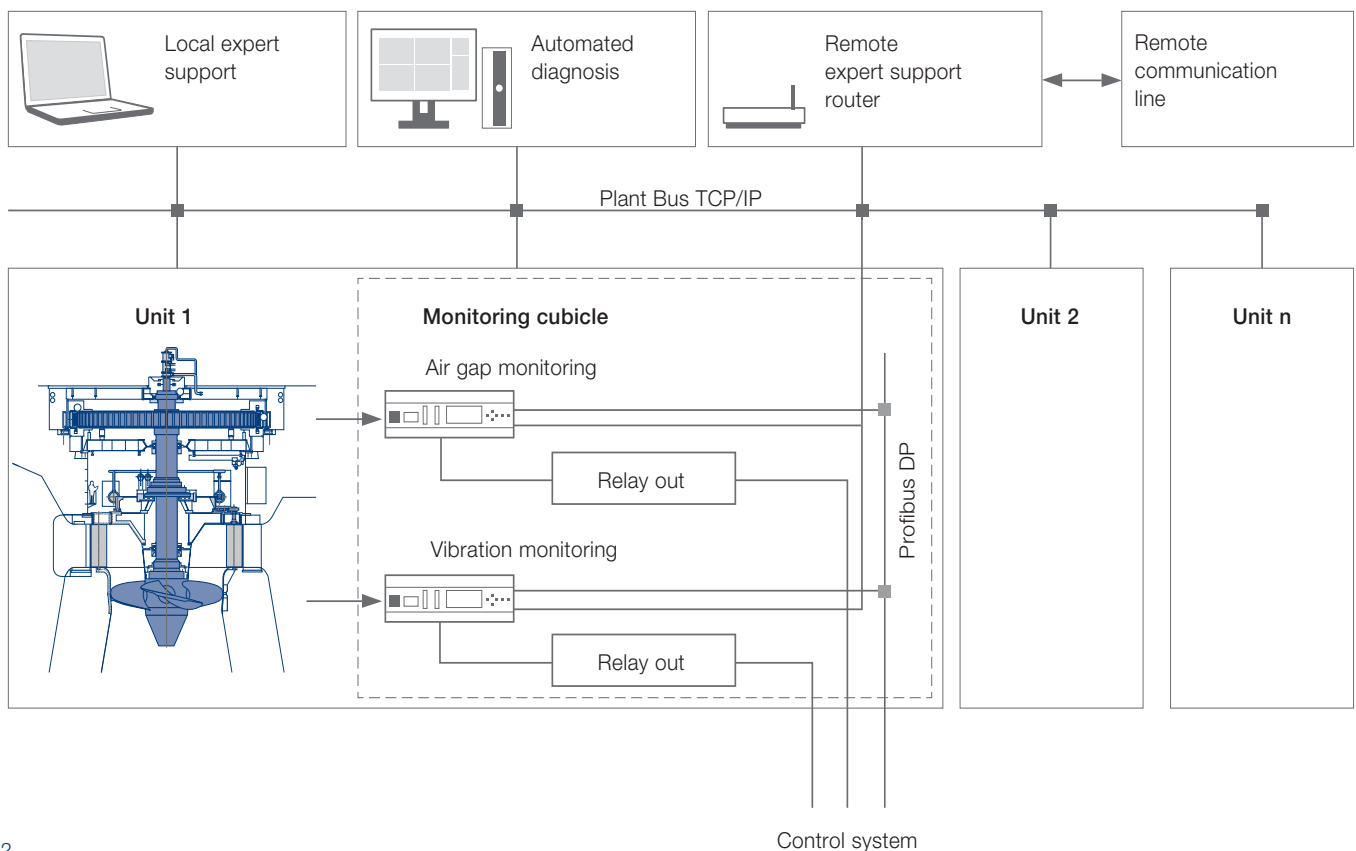 Local expert
support
Automated
diagnosis
Remote
expert support
router
Remote
communication
line
Plant Bus TCP/IP
Unit 1
Monitoring cubicle
Unit 2
Unit n
Air gap monitoring
Relay out
Profibus DP
Vibration monitoring
Relay out
Control system
2